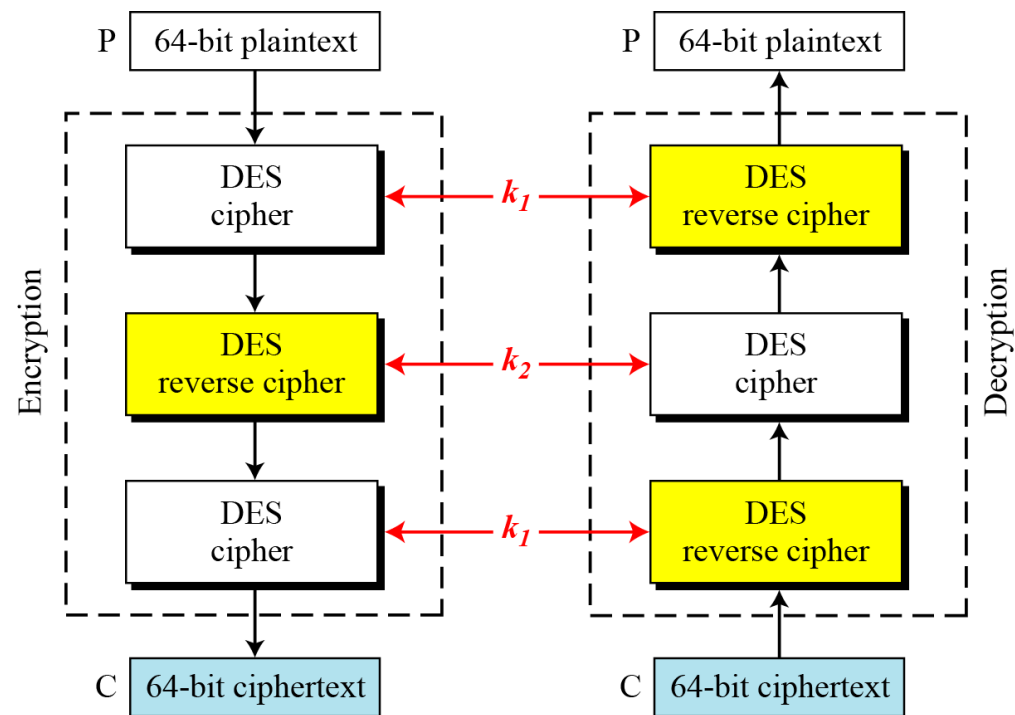 P 64-bit plaintext
P 64-bit plaintext
Encryption
DES
cipher
k1
DES
reverse cipher
DES
reverse cipher
k2
DES
cipher
DES
cipher
k1
DES
reverse cipher
Decryption
C 64-bit ciphertext
C 64-bit ciphertext